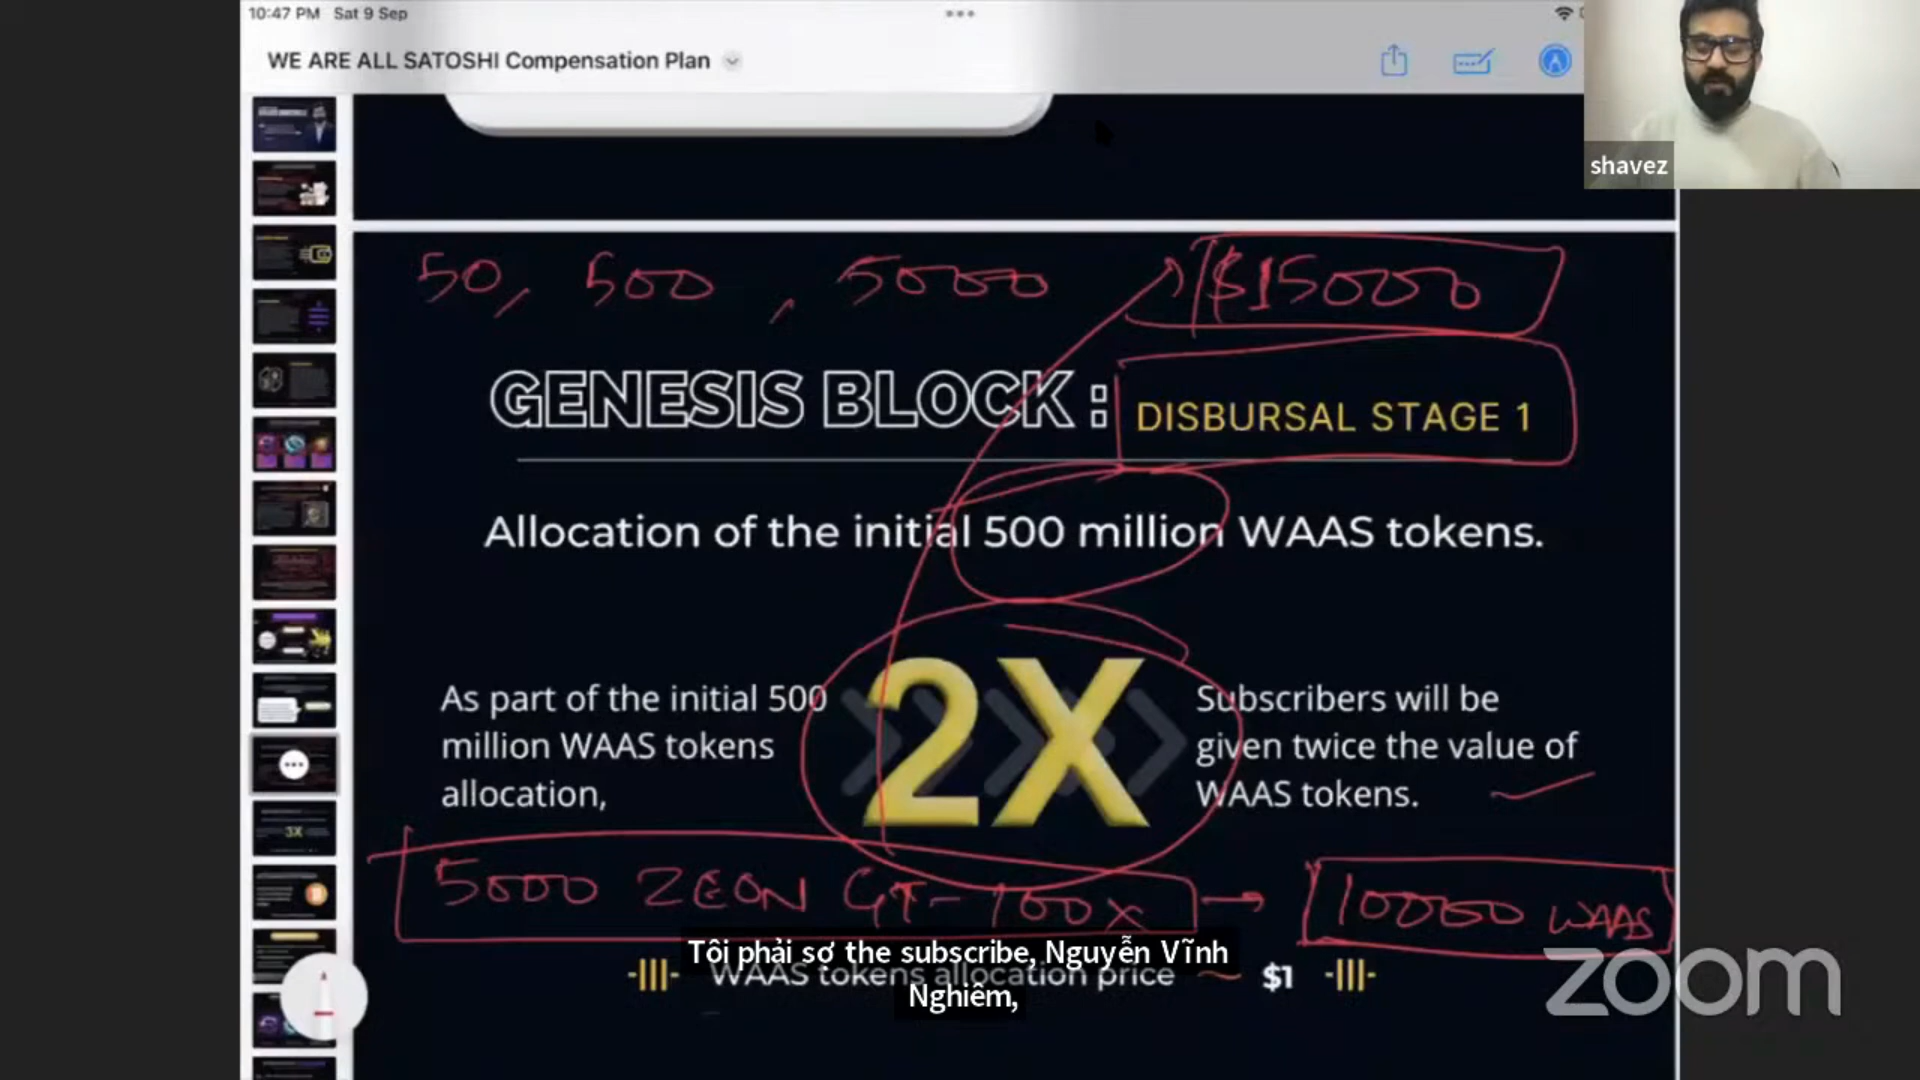 10:47 PM Sat 9 Sep
WE ARE ALL SATOSHI Compensation Plan
shavez
50, 500, 5000 $15000
GENESIS BLOCK : DISBURSAL STAGE 1
Allocation of the initial 500 million WAAS tokens.
As part of the initial 500
million WAAS tokens
allocation,
2X
Subscribers will be
given twice the value of
WAAS tokens.
5000 ZEON GT-100X → 10000 WAAS
Tôi phải sơ the subscribe, Nguyễn Vĩnh
Nghiêm,
WAAS tokens allocation price $1
3X
zoom